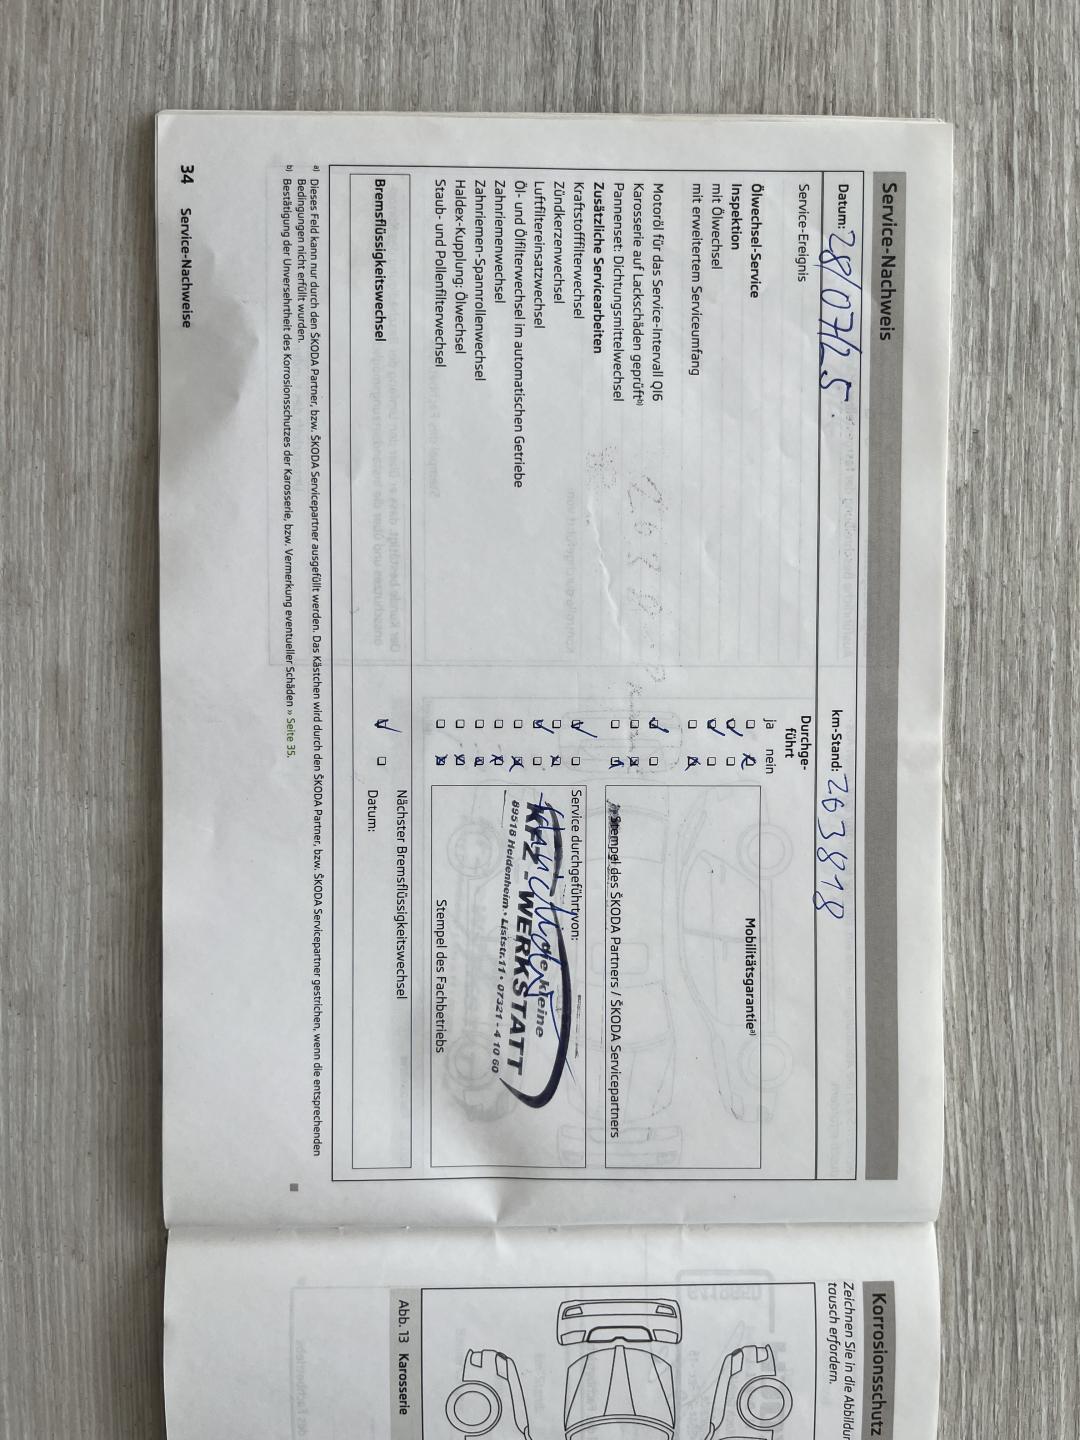 Service-Nachweis
Datum: 28/07/25. km-Stand: 263818
Service-Ereignis
Durchge-
führt
ja nein
Ölwechsel-Service
Inspektion
mit Ölwechsel
mit erweitertem Serviceumfang
Motoröl für das Service-Intervall QI6
Karosserie auf Lackschäden geprüft b)
Pannenset: Dichtungsmittelwechsel
Zusätzliche Servicearbeiten
Kraftstofffilterwechsel
Zündkerzenwechsel
Luftfiltereinsatzwechsel
Öl- und Ölfilterwechsel im automatischen Getriebe
Zahnriemenwechsel
Zahnriemen-Spannrollenwechsel
Haldex-Kupplung: Ölwechsel
Staub- und Pollenfilterwechsel
Mobilitätsgarantie a)
Stempel des ŠKODA Partners / ŠKODA Servicepartners
Service durchgeführt von:
die kleine
KFZ-WERKSTATT
89518 Heidenheim • Liststr.11 • 07321 - 4 10 60
Stempel des Fachbetriebs
Bremsflüssigkeitswechsel
Nächster Bremsflüssigkeitswechsel
Datum:
a) Dieses Feld kann nur durch den ŠKODA Partner, bzw. ŠKODA Servicepartner ausgefüllt werden. Das Kästchen wird durch den ŠKODA Partner, bzw. ŠKODA Servicepartner gestrichen, wenn die entsprechenden
Bedingungen nicht erfüllt wurden.
b) Bestätigung der Unversehrtheit des Korrosionsschutzes der Karosserie, bzw. Vermerkung eventueller Schäden » Seite 35.
34 Service-Nachweise
Korrosionsschutz
Zeichnen Sie in die Abbildun
tausch erfordern.
Abb. 13 Karosserie